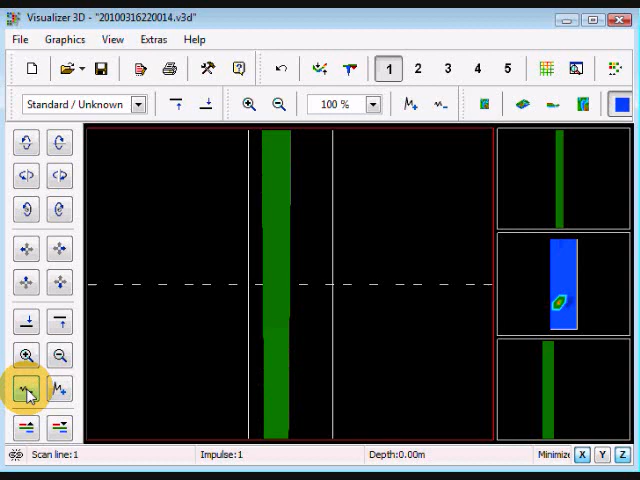 Visualizer 3D - "20100316220014.v3d"
File Graphics View Extras Help
1 2 3 4 5
Standard / Unknown 100 %
Scan line:1 Impulse:1 Depth:0.00m Minimize X Y Z